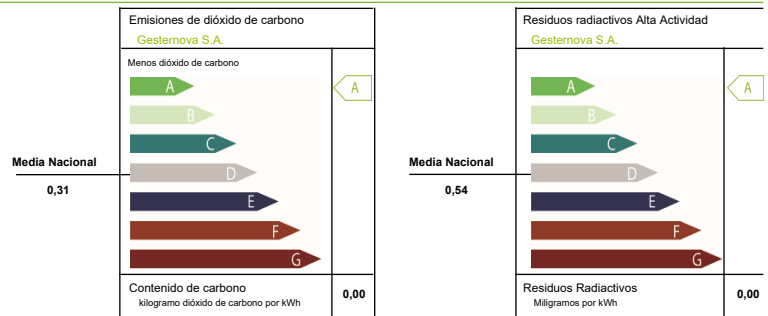 Emisiones de dióxido de carbono
Gesternova S.A.
Menos dióxido de carbono
A
A
B
C
Media Nacional
D
0,31
E
F
G
Contenido de carbono
kilogramo dióxido de carbono por kWh
0,00
Residuos radiactivos Alta Actividad
Gesternova S.A.
A
A
B
C
Media Nacional
D
0,54
E
F
G
Residuos Radiactivos
Miligramos por kWh
0,00